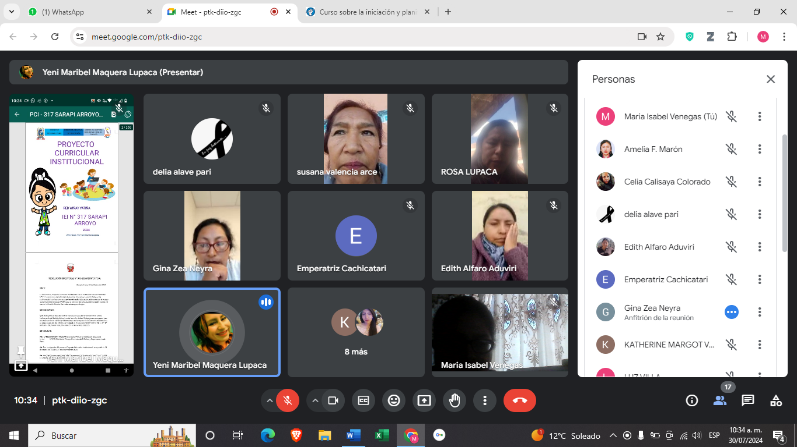 (1) WhatsApp
Meet - ptk-diio-zgc
Curso sobre la iniciación y plan
meet.google.com/ptk-diio-zgc
Yeni Maribel Maquera Lupaca (Presentar)
PCI - 317 SARAPI ARROYO...
PROYECTO
CURRICULAR
INSTITUCIONAL
IEI N° 317 SARAPI
ARROYO
delia alave pari
susana valencia arce
ROSA LUPACA
Gina Zea Neyra
E
Emperatriz Cachicatari
Edith Alfaro Aduviri
Yeni Maribel Maquera Lupaca
K
8 más
Maria Isabel Venegas
Personas
M
Maria Isabel Venegas (Tú)
Amelia F. Marón
Celia Calisaya Colorado
delia alave pari
Edith Alfaro Aduviri
E
Emperatriz Cachicatari
G
Gina Zea Neyra
Anfitrión de la reunión
K
KATHERINE MARGOT V...
LUZ VILLA
10:34 | ptk-diio-zgc
17
Buscar
12°C Soleado
ESP
10:34 a. m.
30/07/2024